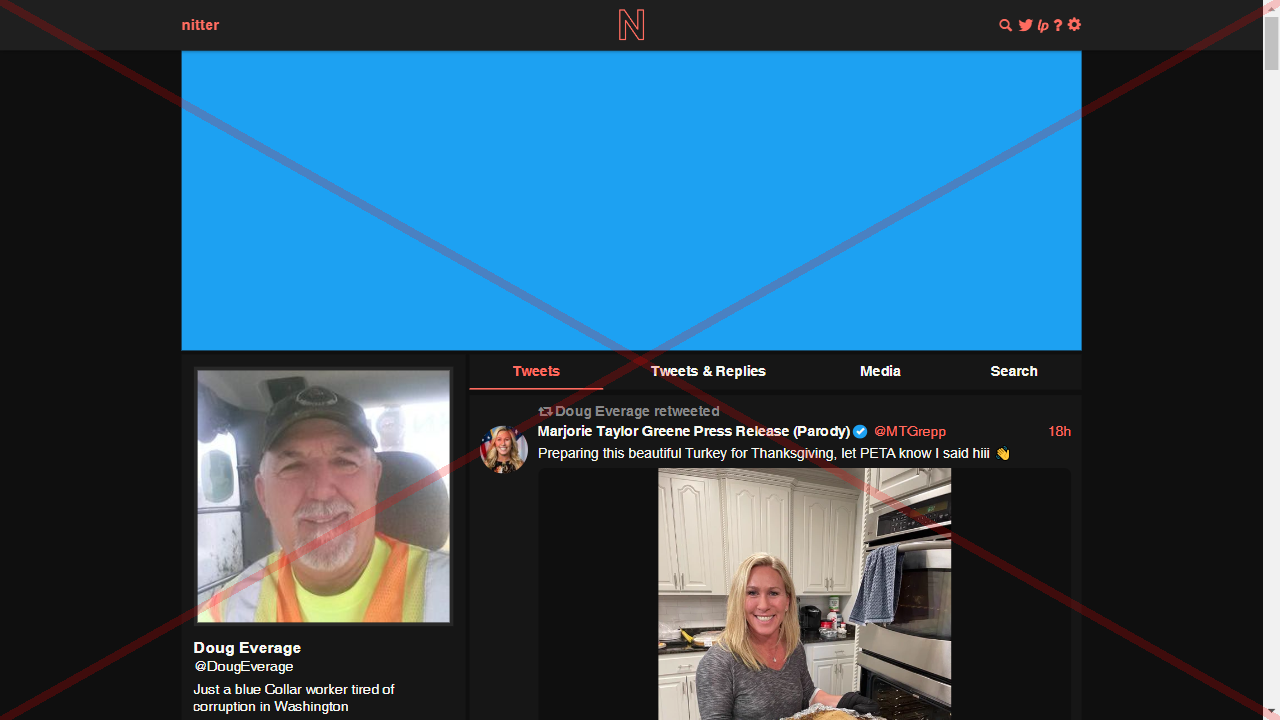 nitter
N
lp ?
Tweets
Tweets & Replies
Media
Search
Doug Everage retweeted
Marjorie Taylor Greene Press Release (Parody) @MTGrepp 18h
Preparing this beautiful Turkey for Thanksgiving, let PETA know I said hiii 👋
Doug Everage
@DougEverage
Just a blue Collar worker tired of
corruption in Washington